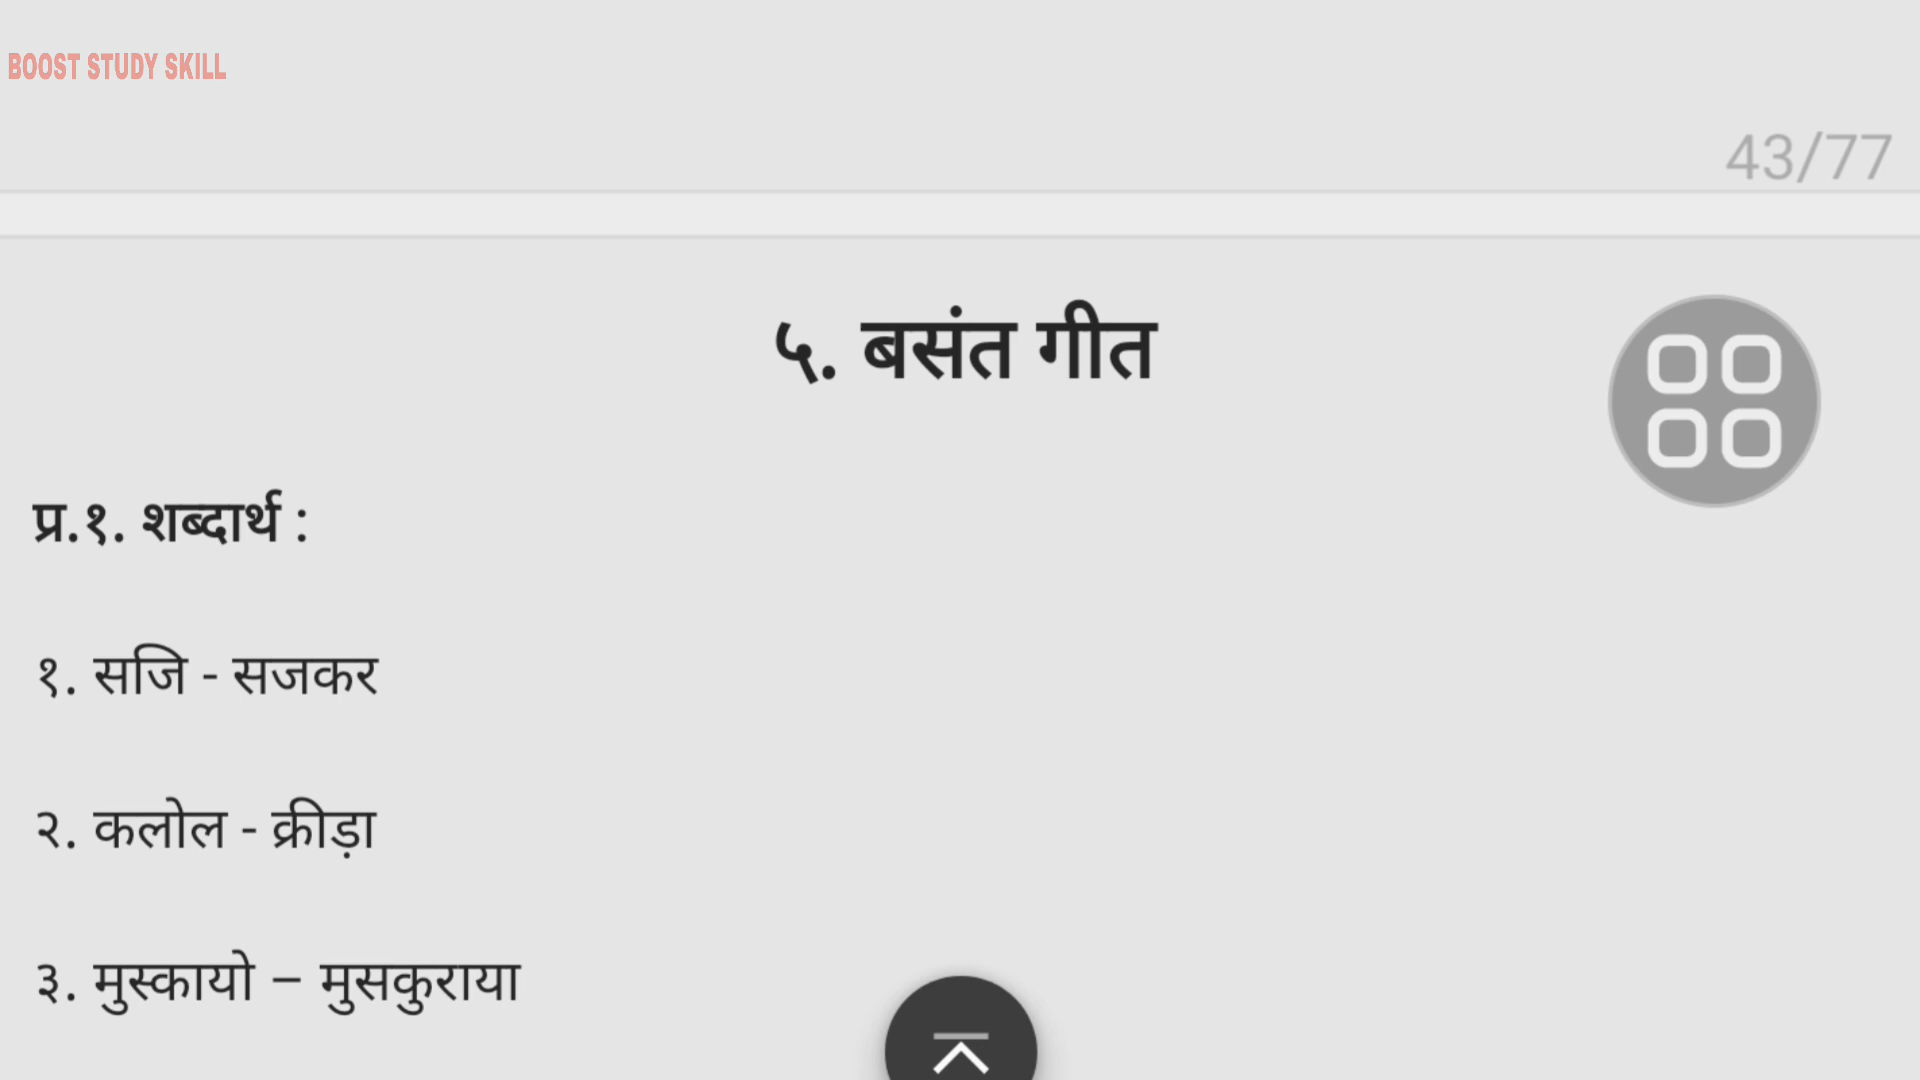 BOOST STUDY SKILL
43/77
५. बसंत गीत
प्र.१. शब्दार्थ :
१. सजि - सजकर
२. कलोल - क्रीड़ा
३. मुस्कायो – मुसकुराया